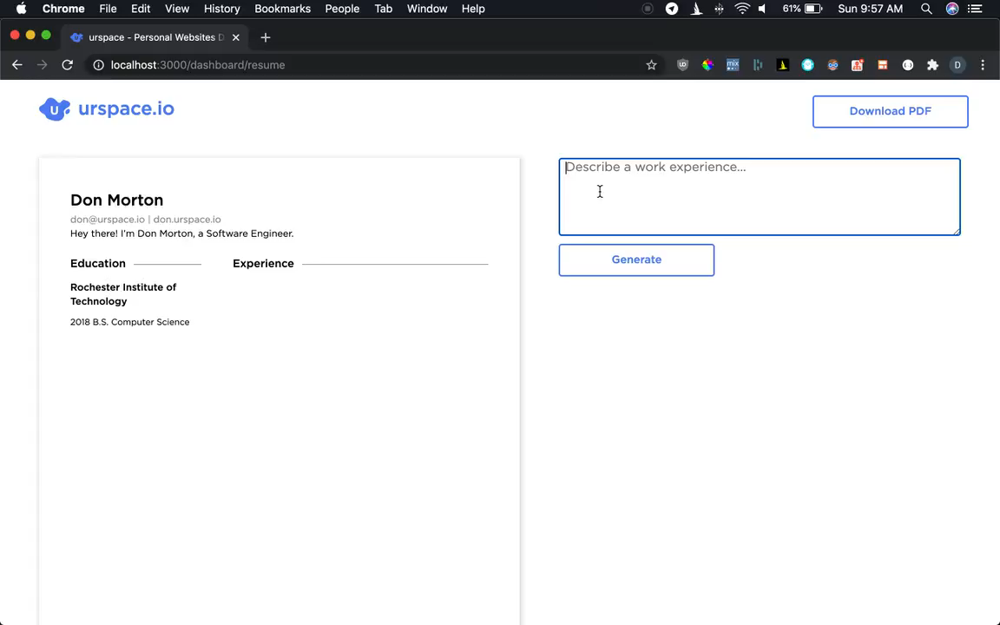 Chrome File Edit View History Bookmarks People Tab Window Help 61% Sun 9:57 AM
urspace - Personal Websites D
localhost:3000/dashboard/resume D
U urspace.io
Download PDF
Describe a work experience...
Generate
Don Morton
don@urspace.io | don.urspace.io
Hey there! I'm Don Morton, a Software Engineer.
Education
Experience
Rochester Institute of
Technology
2018 B.S. Computer Science